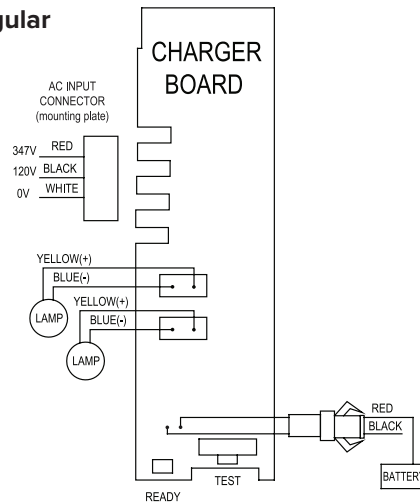 gular
CHARGER
BOARD
AC INPUT
CONNECTOR
(mounting plate)
347V RED
120V BLACK
0V WHITE
YELLOW(+)
BLUE(-)
LAMP
YELLOW(+)
BLUE(-)
LAMP
RED
BLACK
BATTERY
TEST
READY